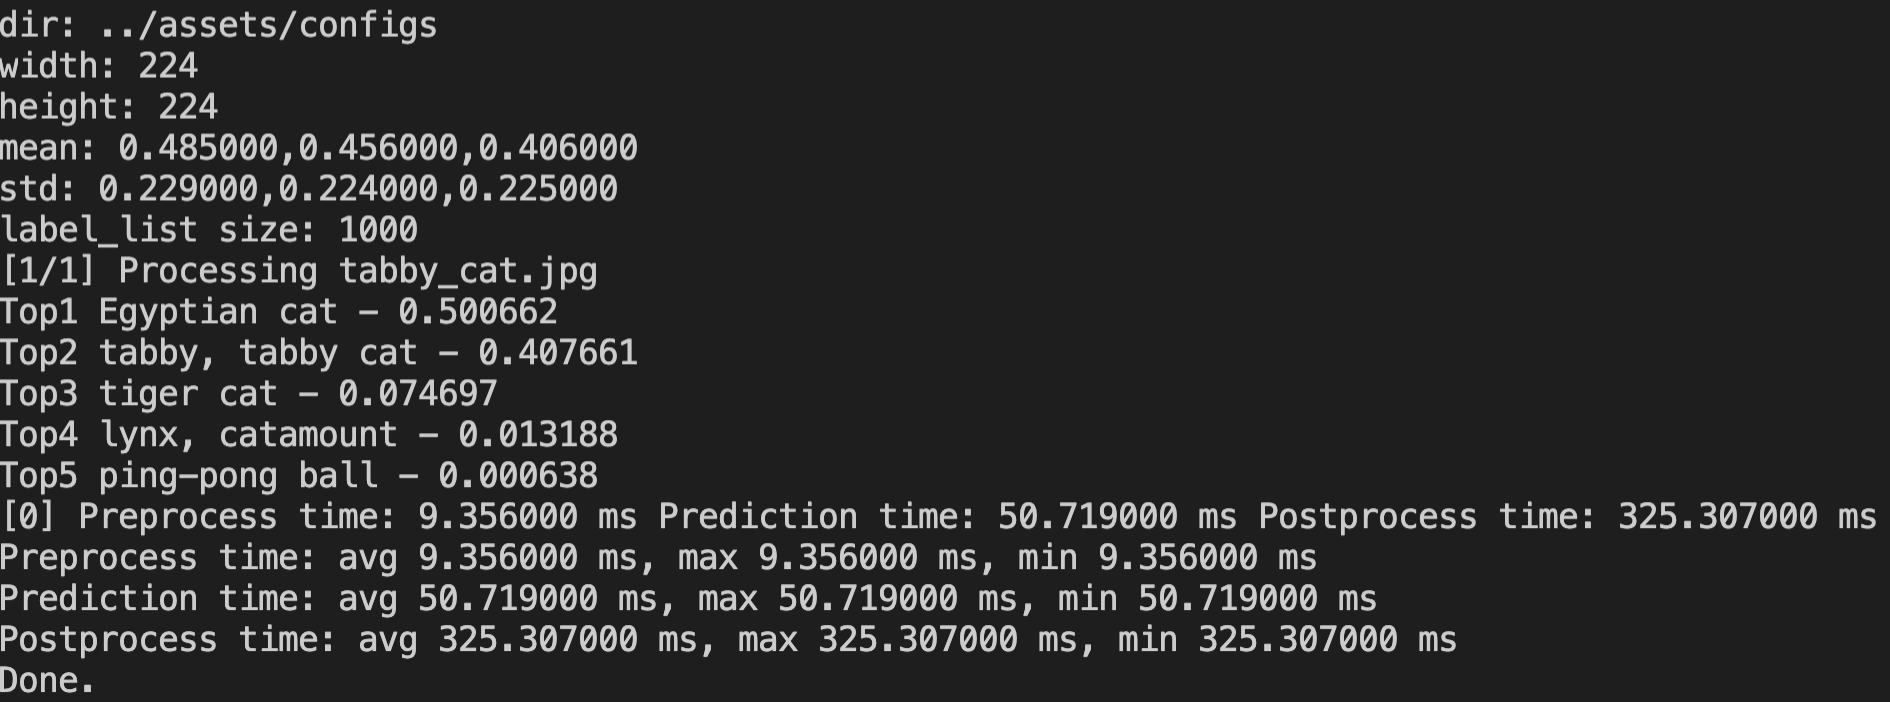 dir: ../assets/configs
width: 224
height: 224
mean: 0.485000,0.456000,0.406000
std: 0.229000,0.224000,0.225000
label_list size: 1000
[1/1] Processing tabby_cat.jpg
Top1 Egyptian cat - 0.500662
Top2 tabby, tabby cat - 0.407661
Top3 tiger cat - 0.074697
Top4 lynx, catamount - 0.013188
Top5 ping-pong ball - 0.000638
[0] Preprocess time: 9.356000 ms Prediction time: 50.719000 ms Postprocess time: 325.307000 ms
Preprocess time: avg 9.356000 ms, max 9.356000 ms, min 9.356000 ms
Prediction time: avg 50.719000 ms, max 50.719000 ms, min 50.719000 ms
Postprocess time: avg 325.307000 ms, max 325.307000 ms, min 325.307000 ms
Done.